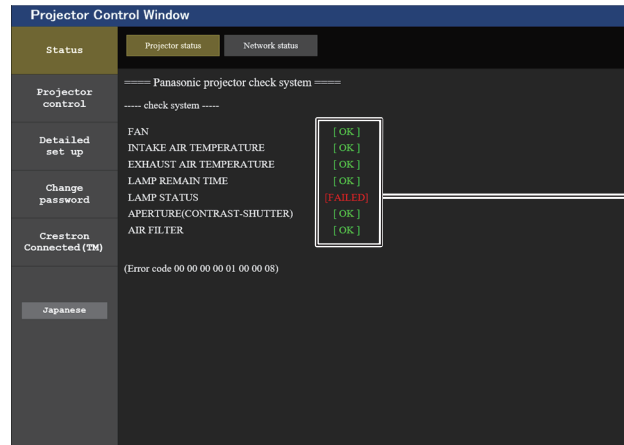 Projector Control Window
Status
Projector status
Network status
Projector
control
Detailed
set up
Change
password
Crestron
Connected(TM)
Japanese
==== Panasonic projector check system ====
----- check system -----
FAN [ OK ]
INTAKE AIR TEMPERATURE [ OK ]
EXHAUST AIR TEMPERATURE [ OK ]
LAMP REMAIN TIME [ OK ]
LAMP STATUS [FAILED]
APERTURE(CONTRAST-SHUTTER) [ OK ]
AIR FILTER [ OK ]
(Error code 00 00 00 00 01 00 00 08)